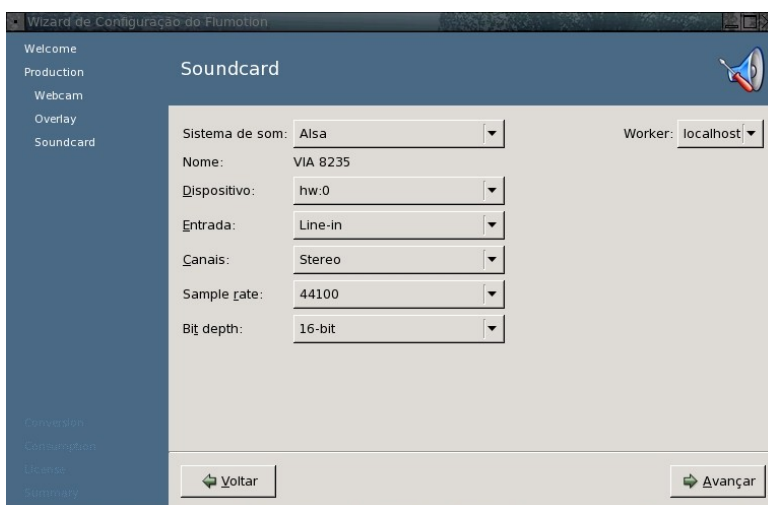 Wizard de Configuração do Flumotion
Welcome
Production
Webcam
Overlay
Soundcard
Conversion
Consumption
License
Summary
Soundcard
Sistema de som: Alsa
Worker: localhost
Nome: VIA 8235
Dispositivo: hw:0
Entrada: Line-in
Canais: Stereo
Sample rate: 44100
Bit depth: 16-bit
Voltar
Avançar